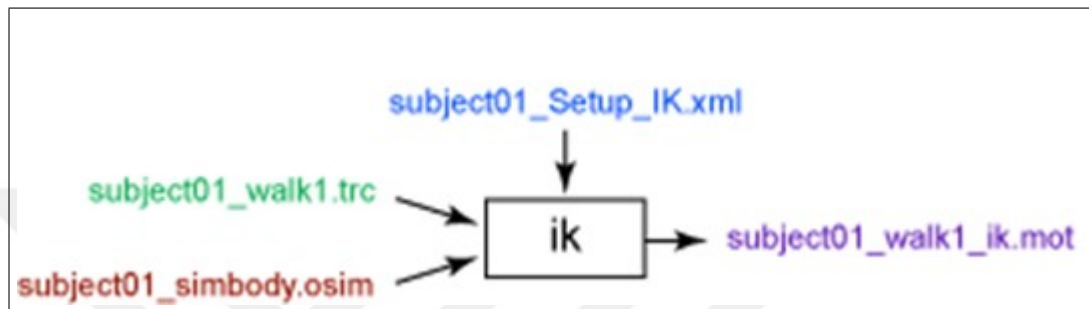 subject01_Setup_IK.xml
subject01_walk1.trc
ik
subject01_walk1_ik.mot
subject01_simbody.osim